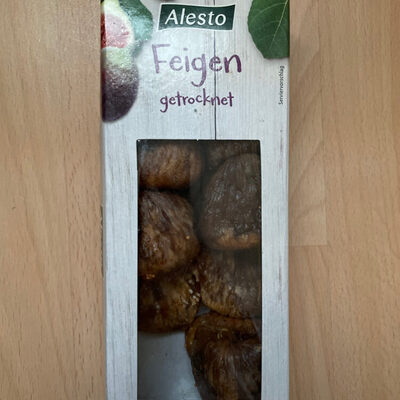 Alesto
Feigen
getrocknet
Serviervorschlag